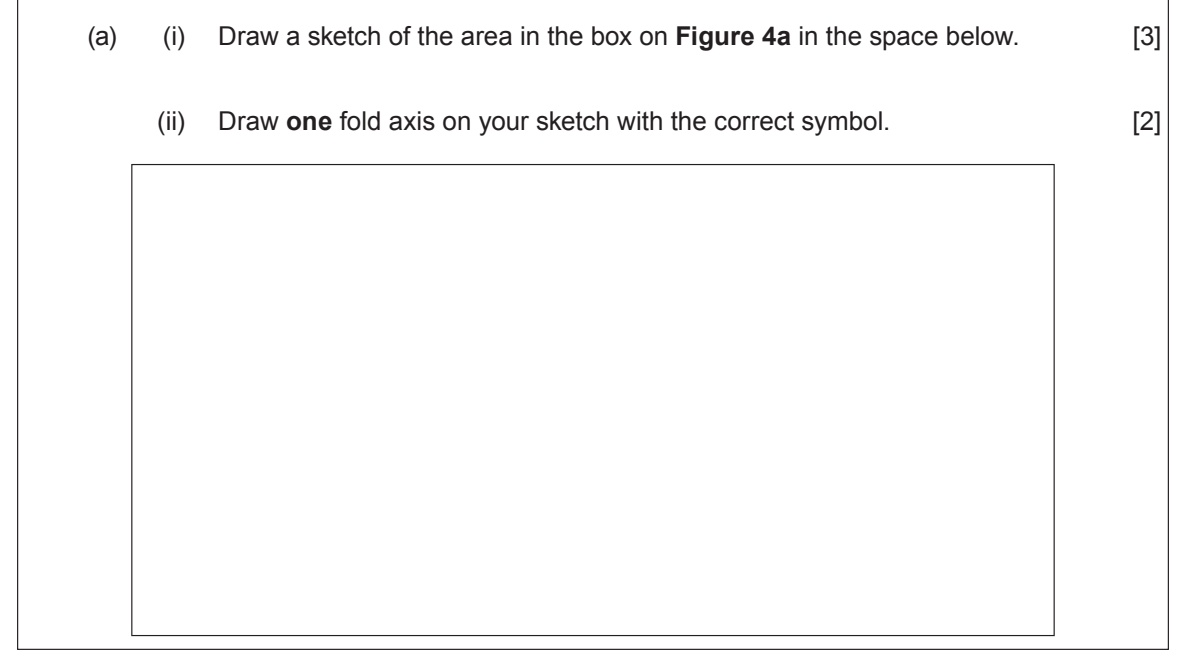 (a) (i) Draw a sketch of the area in the box on Figure 4a in the space below. [3]
(ii) Draw one fold axis on your sketch with the correct symbol. [2]